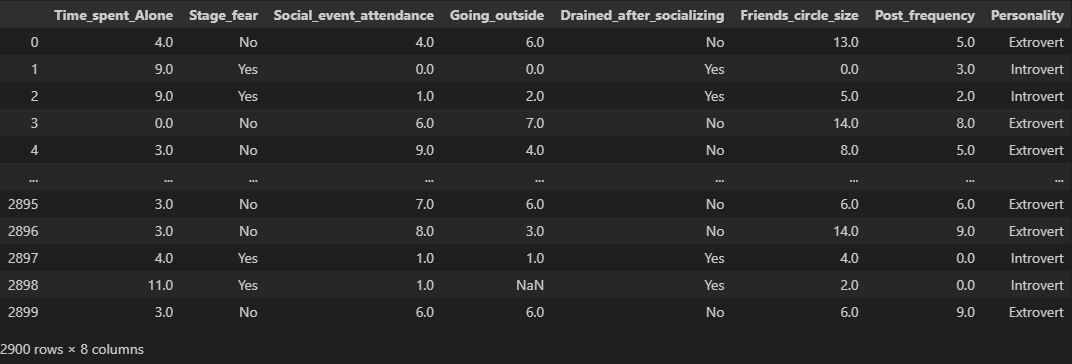 Time_spent_Alone Stage_fear Social_event_attendance Going_outside Drained_after_socializing Friends_circle_size Post_frequency Personality
0 4.0 No 4.0 6.0 No 13.0 5.0 Extrovert
1 9.0 Yes 0.0 0.0 Yes 0.0 3.0 Introvert
2 9.0 Yes 1.0 2.0 Yes 5.0 2.0 Introvert
3 0.0 No 6.0 7.0 No 14.0 8.0 Extrovert
4 3.0 No 9.0 4.0 No 8.0 5.0 Extrovert
... ... ... ... ... ... ... ... ...
2895 3.0 No 7.0 6.0 No 6.0 6.0 Extrovert
2896 3.0 No 8.0 3.0 No 14.0 9.0 Extrovert
2897 4.0 Yes 1.0 1.0 Yes 4.0 0.0 Introvert
2898 11.0 Yes 1.0 NaN Yes 2.0 0.0 Introvert
2899 3.0 No 6.0 6.0 No 6.0 9.0 Extrovert
2900 rows × 8 columns